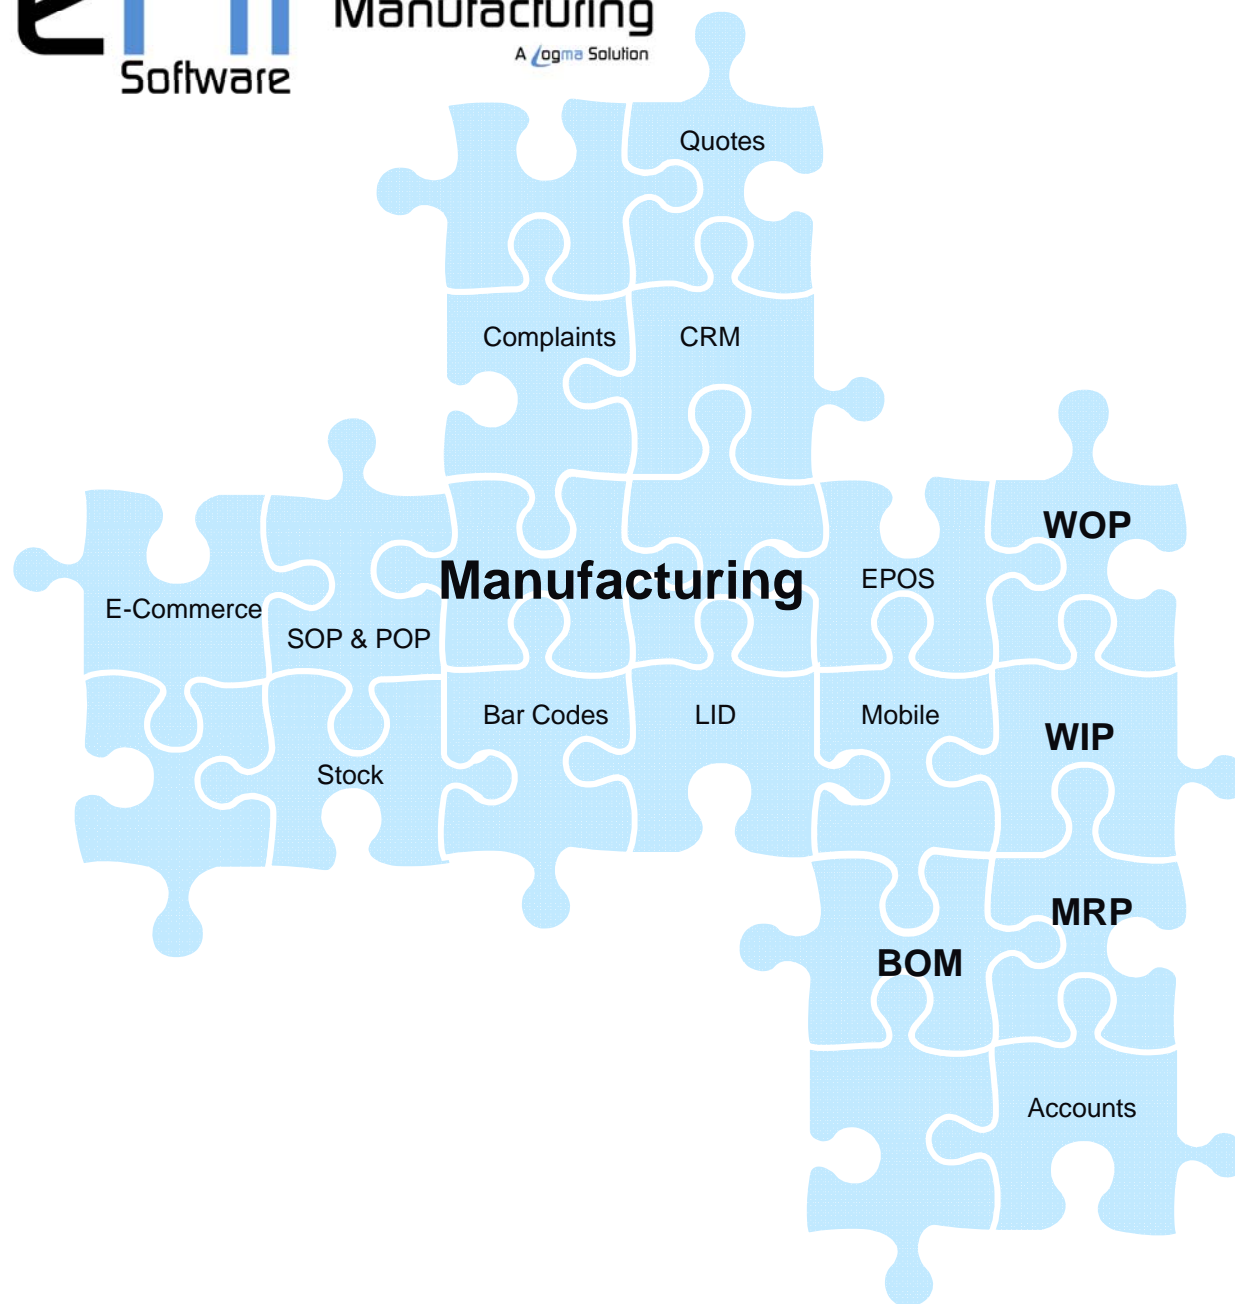 Manufacturing
A Logma Solution
Software
Quotes
Complaints
CRM
WOP
Manufacturing
EPOS
E-Commerce
SOP & POP
Bar Codes
LID
Mobile
WIP
Stock
MRP
BOM
Accounts